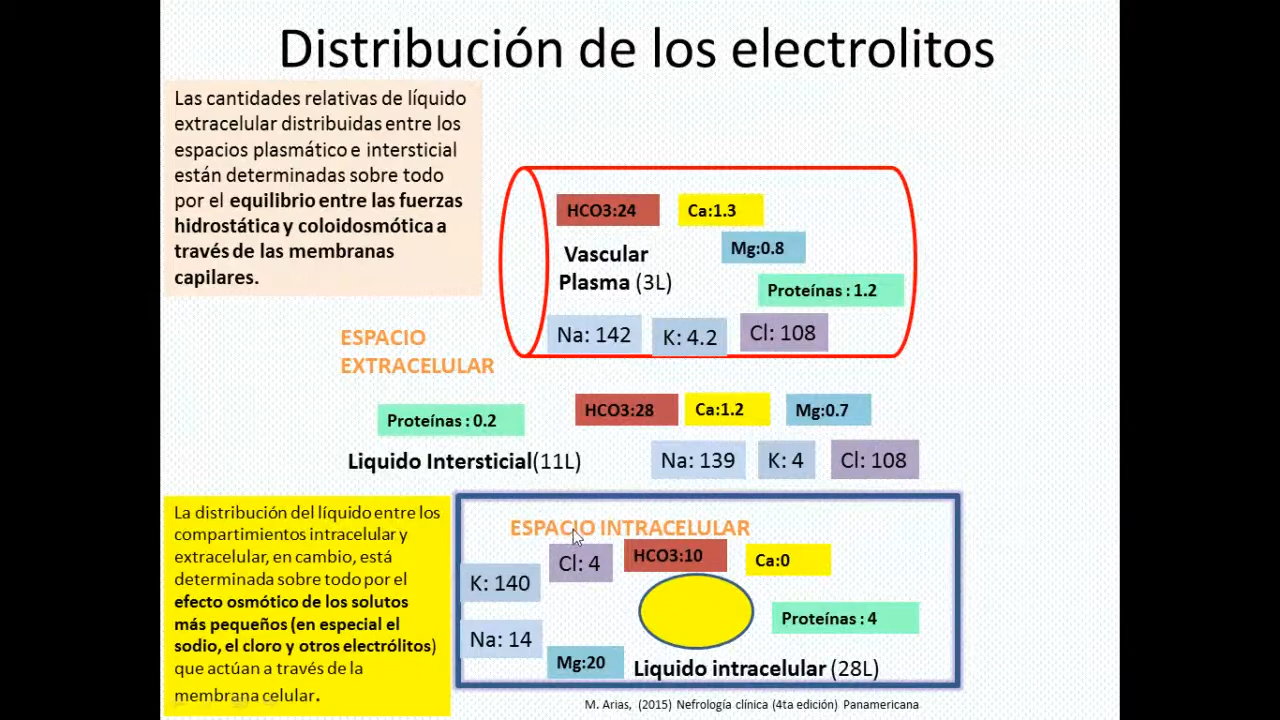 Distribución de los electrolitos
Las cantidades relativas de líquido
extracelular distribuidas entre los
espacios plasmático e intersticial
están determinadas sobre todo
por el equilibrio entre las fuerzas
hidrostática y coloidosmótica a
través de las membranas
capilares.
HCO3:24
Ca:1.3
Vascular
Plasma (3L)
Mg:0.8
Proteínas : 1.2
Na: 142
K: 4.2
Cl: 108
ESPACIO
EXTRACELULAR
Proteínas : 0.2
HCO3:28
Ca:1.2
Mg:0.7
Liquido Intersticial(11L)
Na: 139
K: 4
Cl: 108
La distribución del líquido entre los
compartimientos intracelular y
extracelular, en cambio, está
determinada sobre todo por el
efecto osmótico de los solutos
más pequeños (en especial el
sodio, el cloro y otros electrólitos)
que actúan a través de la
membrana celular.
ESPACIO INTRACELULAR
Cl: 4
HCO3:10
Ca:0
K: 140
Proteínas : 4
Na: 14
Mg:20
Liquido intracelular (28L)
M. Arias, (2015) Nefrología clínica (4ta edición) Panamericana